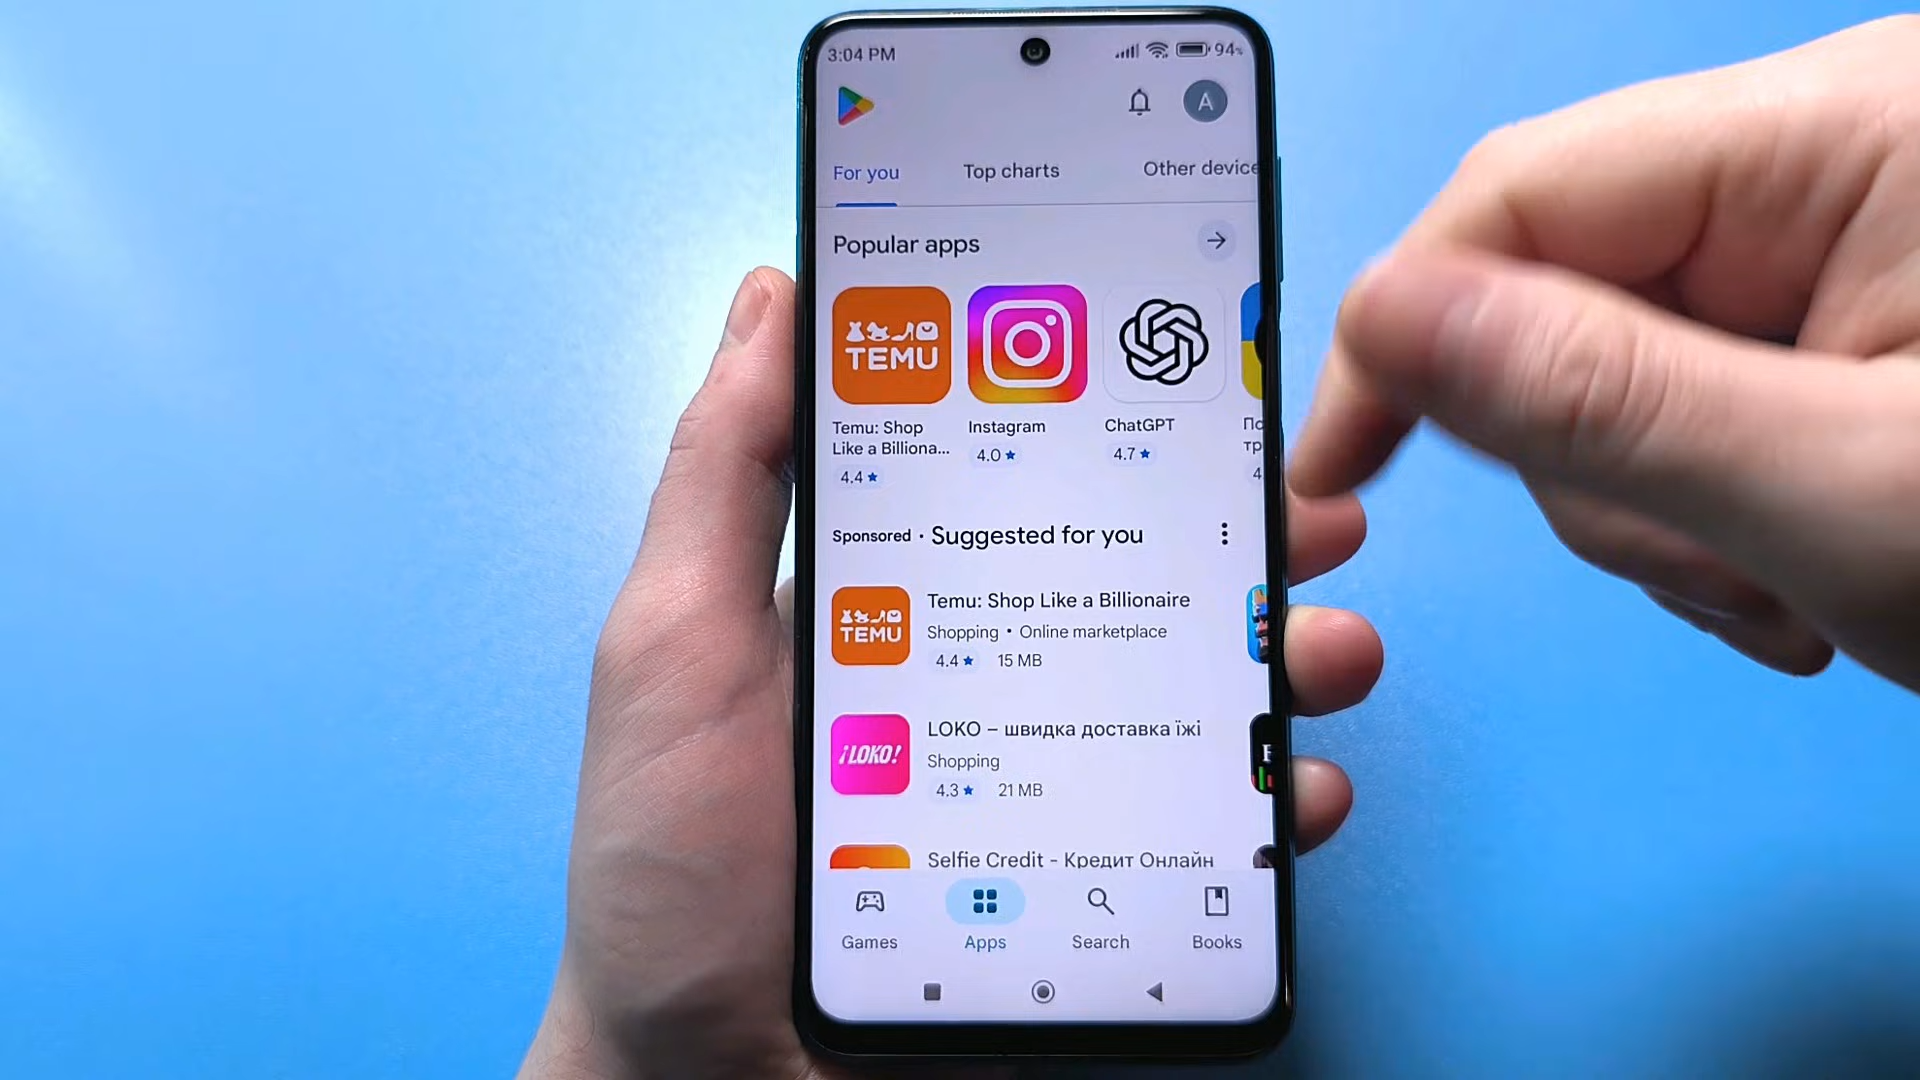 3:04 PM
94%
A
For you
Top charts
Other device
Popular apps
TEMU
Temu: Shop
Like a Billiona...
4.4
Instagram
4.0
ChatGPT
4.7
По
тр
4
Sponsored · Suggested for you
TEMU
Temu: Shop Like a Billionaire
Shopping • Online marketplace
4.4
15 MB
¡LOKO!
LOKO – швидка доставка їжі
Shopping
4.3
21 MB
Selfie Credit - Кредит Онлайн
Games
Apps
Search
Books